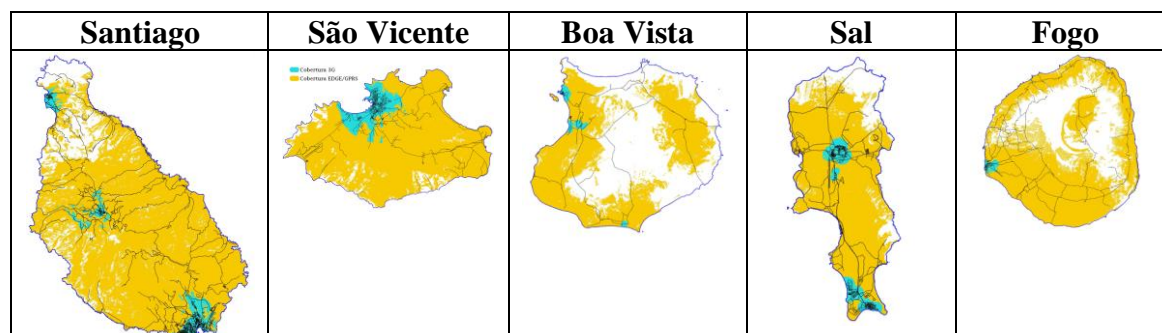 Santiago
São Vicente
Boa Vista
Sal
Fogo
Cobertura 3G
Cobertura EDGE/GPRS